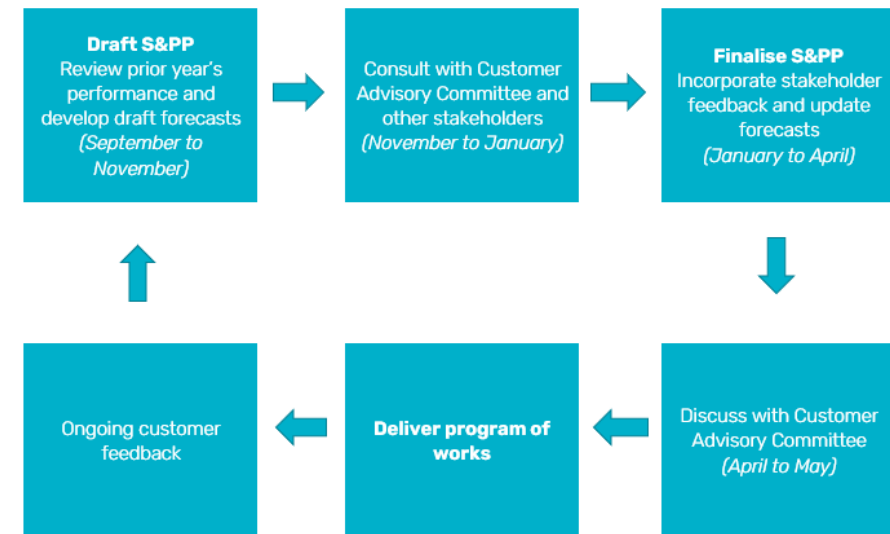 Draft S&PP
Review prior year's
performance and
develop draft forecasts
(September to
November)
Consult with Customer
Advisory Committee and
other stakeholders
(November to January)
Finalise S&PP
Incorporate stakeholder
feedback and update
forecasts
(January to April)
Discuss with Customer
Advisory Committee
(April to May)
Deliver program of
works
Ongoing customer
feedback